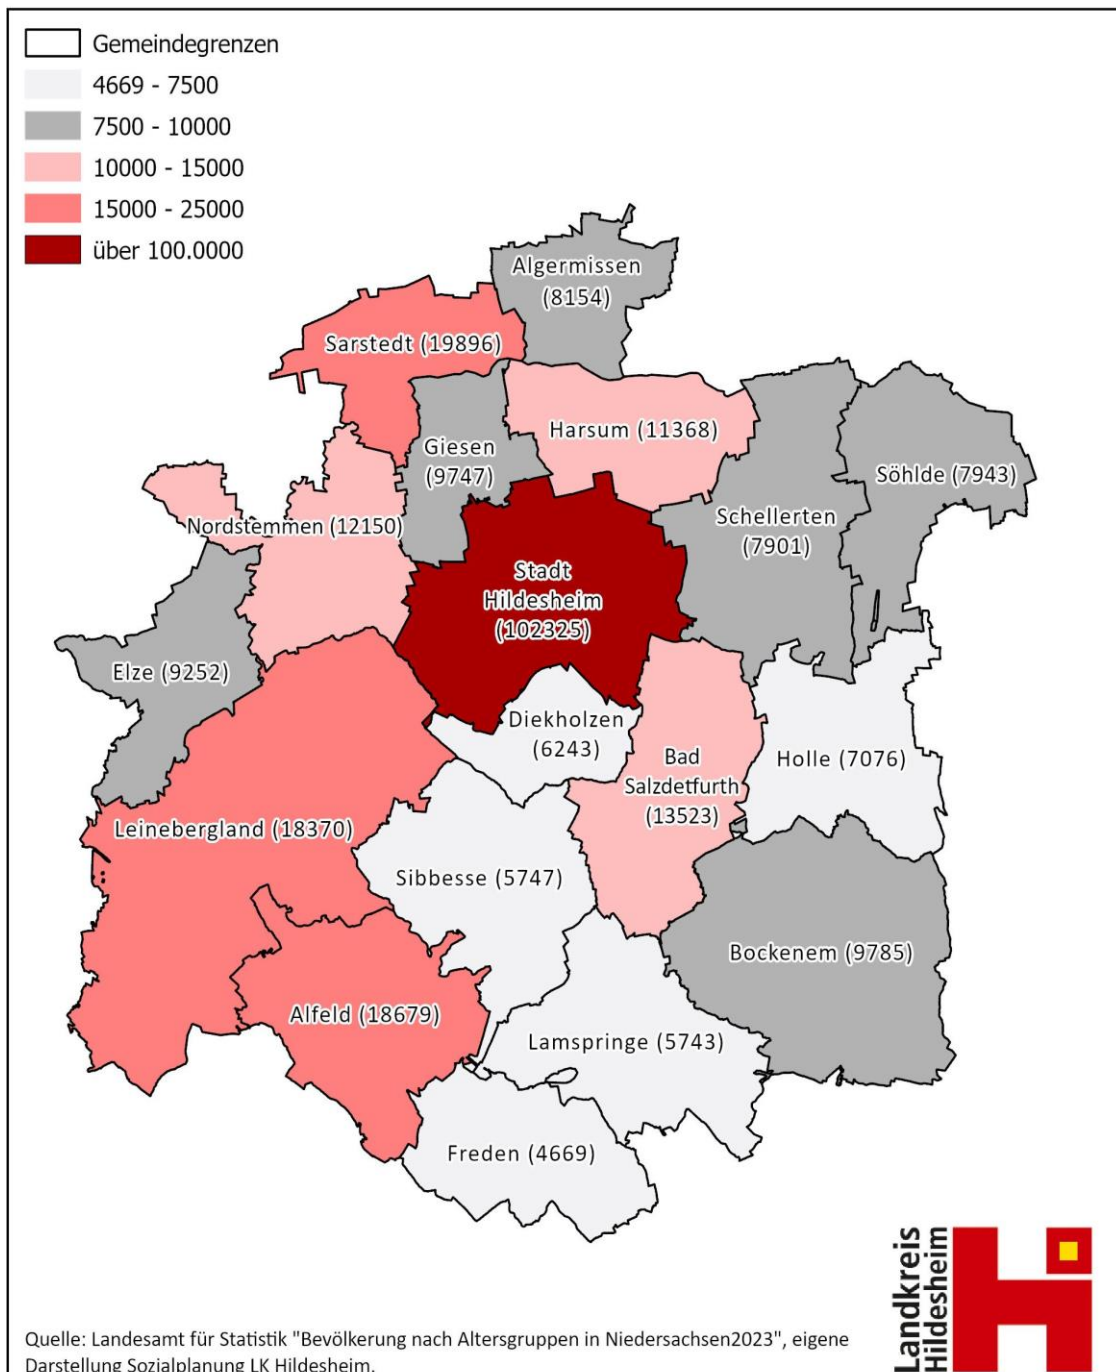 Gemeindegrenzen
4669 - 7500
7500 - 10000
10000 - 15000
15000 - 25000
über 100.0000
Algermissen
(8154)
Sarstedt (19896)
Giesen
(9747)
Harsum (11368)
Söhlde (7943)
Schellerten
(7901)
Nordstemmen (12150)
Stadt
Hildesheim
(102325)
Elze (9252)
Diekholzen
(6243)
Bad
Salzdetfurth
(13523)
Holle (7076)
Leinebergland (18370)
Sibbesse (5747)
Bockenem (9785)
Alfeld (18679)
Lamspringe (5743)
Freden (4669)
Landkreis
Hildesheim
Quelle: Landesamt für Statistik "Bevölkerung nach Altersgruppen in Niedersachsen2023", eigene
Darstellung Sozialplanung LK Hildesheim.